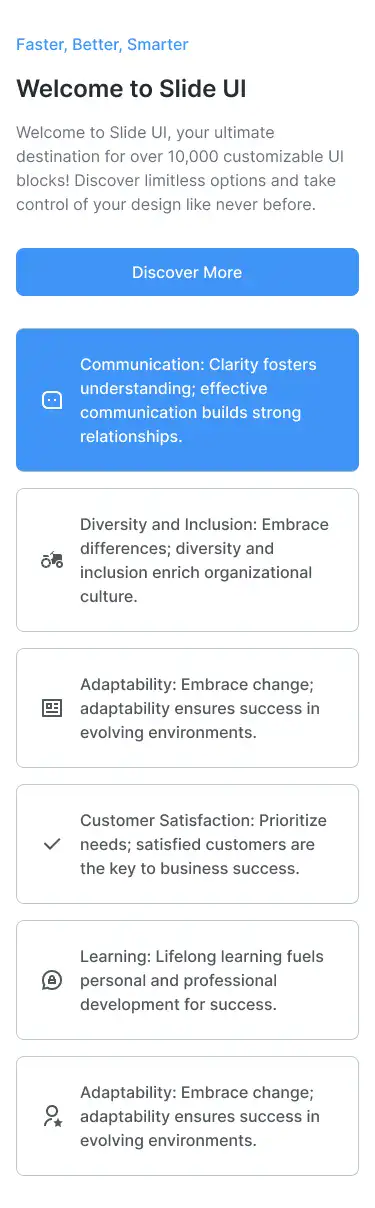 Faster, Better, Smarter
Welcome to Slide UI
Welcome to Slide UI, your ultimate
destination for over 10,000 customizable UI
blocks! Discover limitless options and take
control of your design like never before.
Discover More
Communication: Clarity fosters
understanding; effective
communication builds strong
relationships.
Diversity and Inclusion: Embrace
differences; diversity and
inclusion enrich organizational
culture.
Adaptability: Embrace change;
adaptability ensures success in
evolving environments.
Customer Satisfaction: Prioritize
needs; satisfied customers are
the key to business success.
Learning: Lifelong learning fuels
personal and professional
development for success.
Adaptability: Embrace change;
adaptability ensures success in
evolving environments.